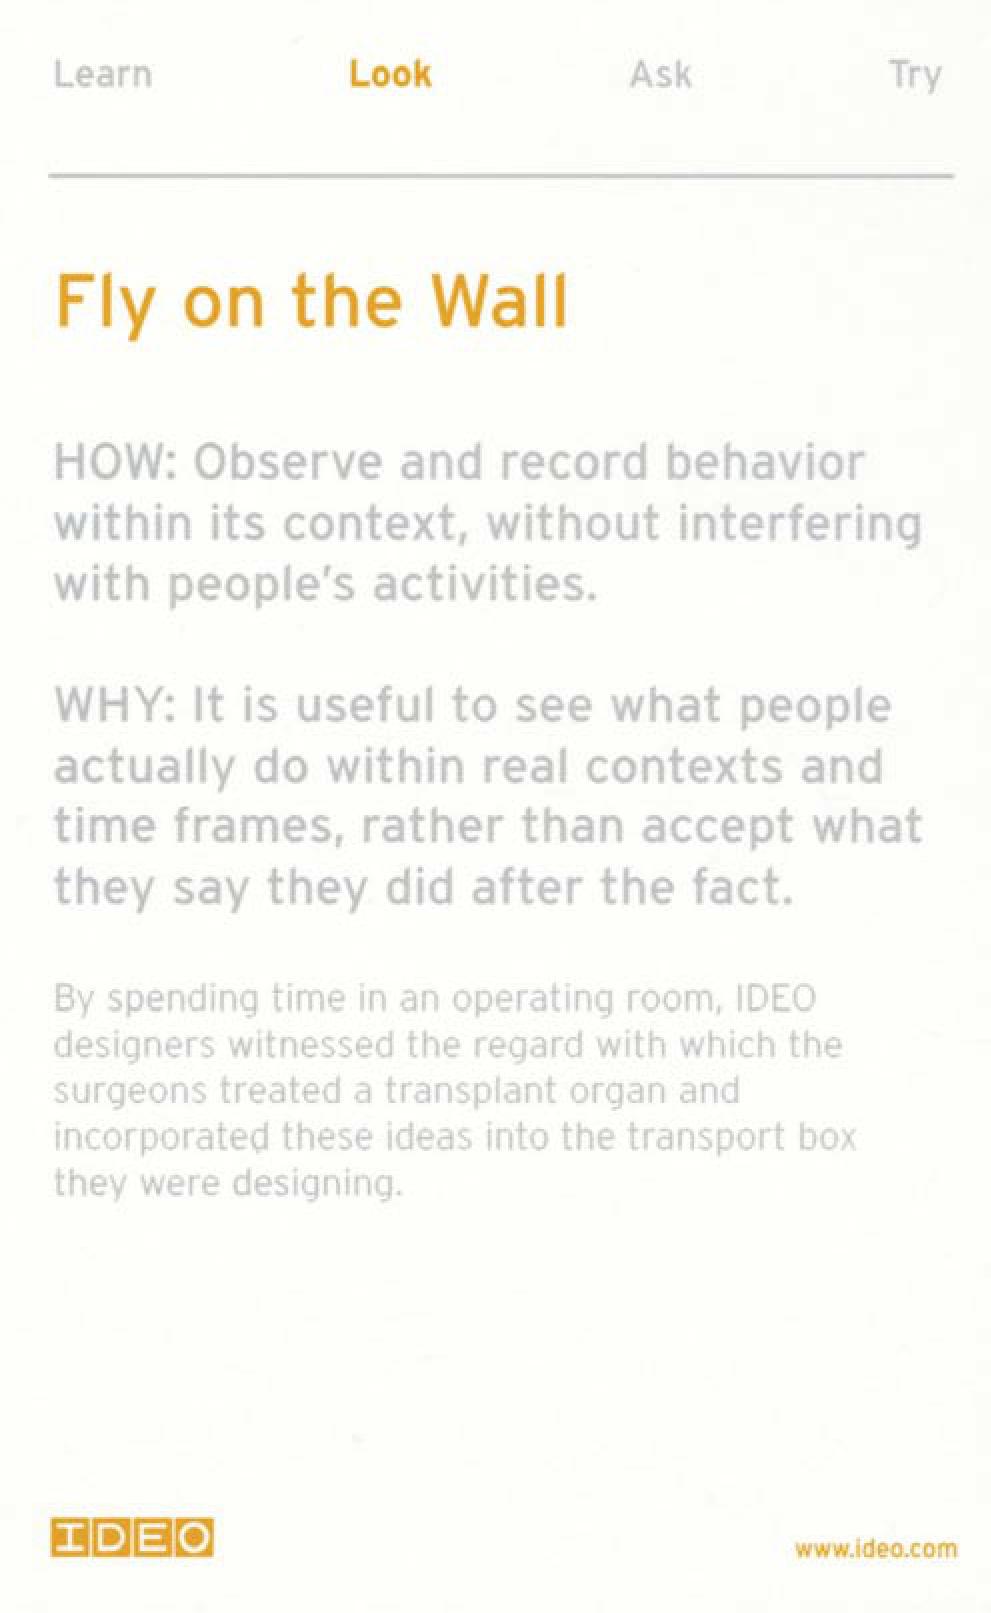 Learn Look Ask Try
Fly on the Wall
HOW: Observe and record behavior
within its context, without interfering
with people's activities.
WHY: It is useful to see what people
actually do within real contexts and
time frames, rather than accept what
they say they did after the fact.
By spending time in an operating room, IDEO
designers witnessed the regard with which the
surgeons treated a transplant organ and
incorporated these ideas into the transport box
they were designing.
IDEO www.ideo.com